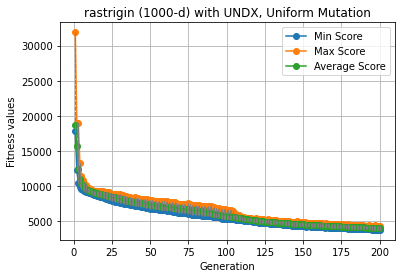 rastrigin (1000-d) with UNDX, Uniform Mutation
Min Score
Max Score
Average Score
30000
25000
20000
15000
10000
5000
Fitness values
0
25
50
75
100
125
150
175
200
Generation